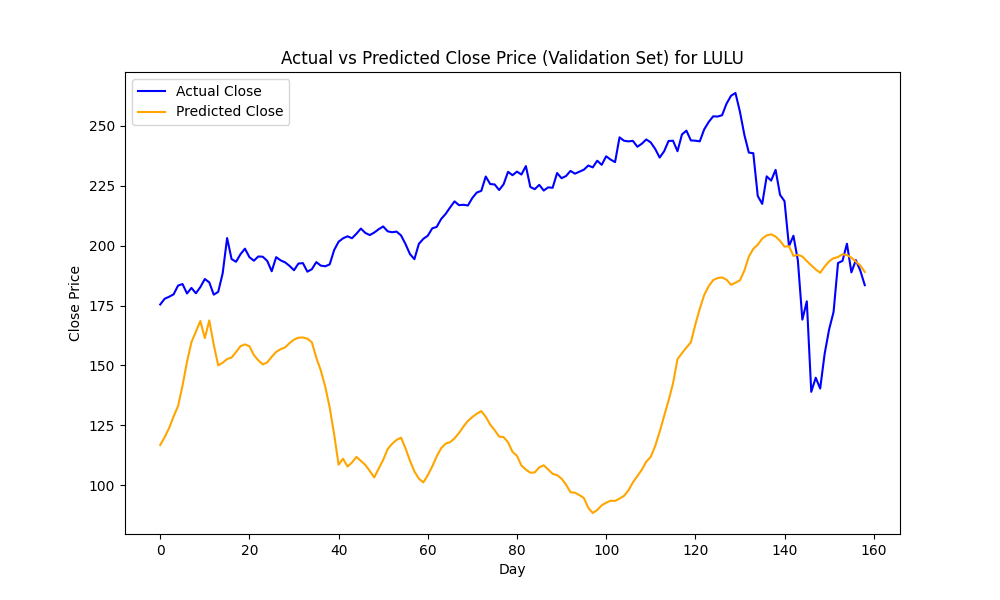 Actual vs Predicted Close Price (Validation Set) for LULU
Actual Close
Predicted Close
Close Price
250
225
200
175
150
125
100
0 20 40 60 80 100 120 140 160
Day